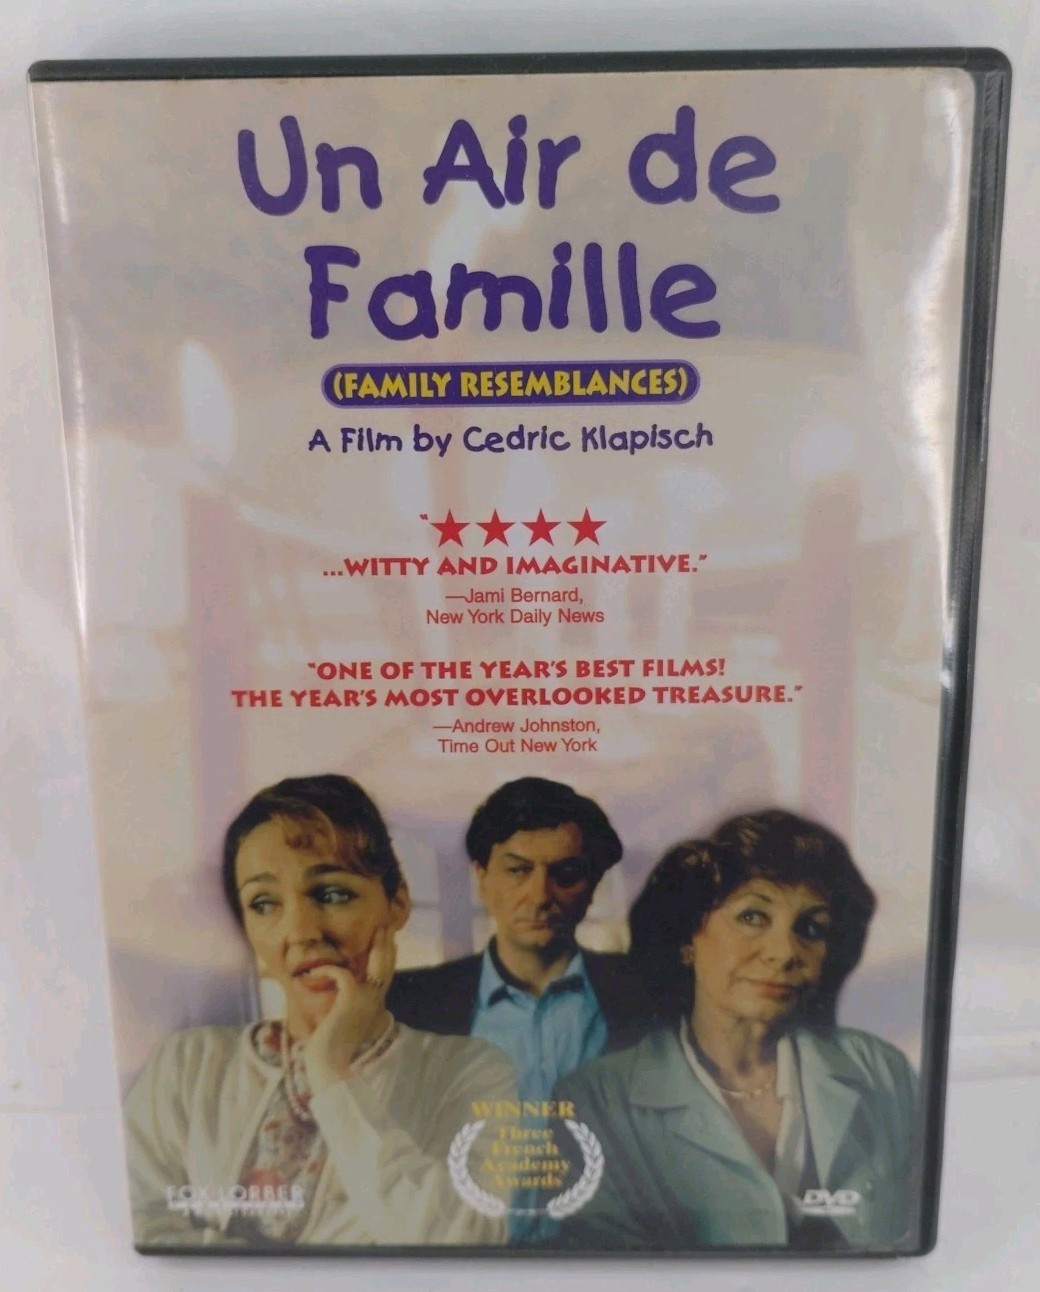 Un Air de
Famille
(FAMILY RESEMBLANCES)
A Film by Cedric Klapisch
"★★★★
...WITTY AND IMAGINATIVE."
—Jami Bernard,
New York Daily News
"ONE OF THE YEAR'S BEST FILMS!
THE YEAR'S MOST OVERLOOKED TREASURE."
—Andrew Johnston,
Time Out New York
WINNER
Three
French
Academy
Awards
FOX LORBER
DVD